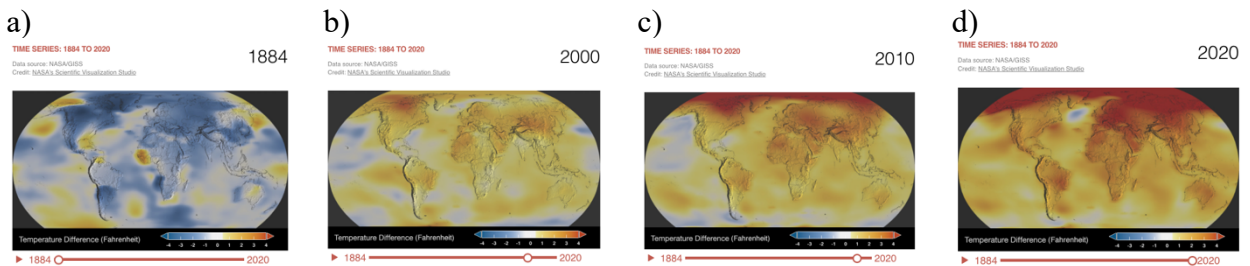 a)
TIME SERIES: 1884 TO 2020
1884
Data source: NASA/GISS
Credit: NASA's Scientific Visualization Studio
Temperature Difference (Fahrenheit)
-4 -3 -2 -1 0 1 2 3 4
1884 2020
b)
TIME SERIES: 1884 TO 2020
2000
Data source: NASA/GISS
Credit: NASA's Scientific Visualization Studio
Temperature Difference (Fahrenheit)
-4 -3 -2 -1 0 1 2 3 4
1884 2020
c)
TIME SERIES: 1884 TO 2020
2010
Data source: NASA/GISS
Credit: NASA's Scientific Visualization Studio
Temperature Difference (Fahrenheit)
-4 -3 -2 -1 0 1 2 3 4
1884 2020
d)
TIME SERIES: 1884 TO 2020
2020
Data source: NASA/GISS
Credit: NASA's Scientific Visualization Studio
Temperature Difference (Fahrenheit)
-4 -3 -2 -1 0 1 2 3 4
1884 2020